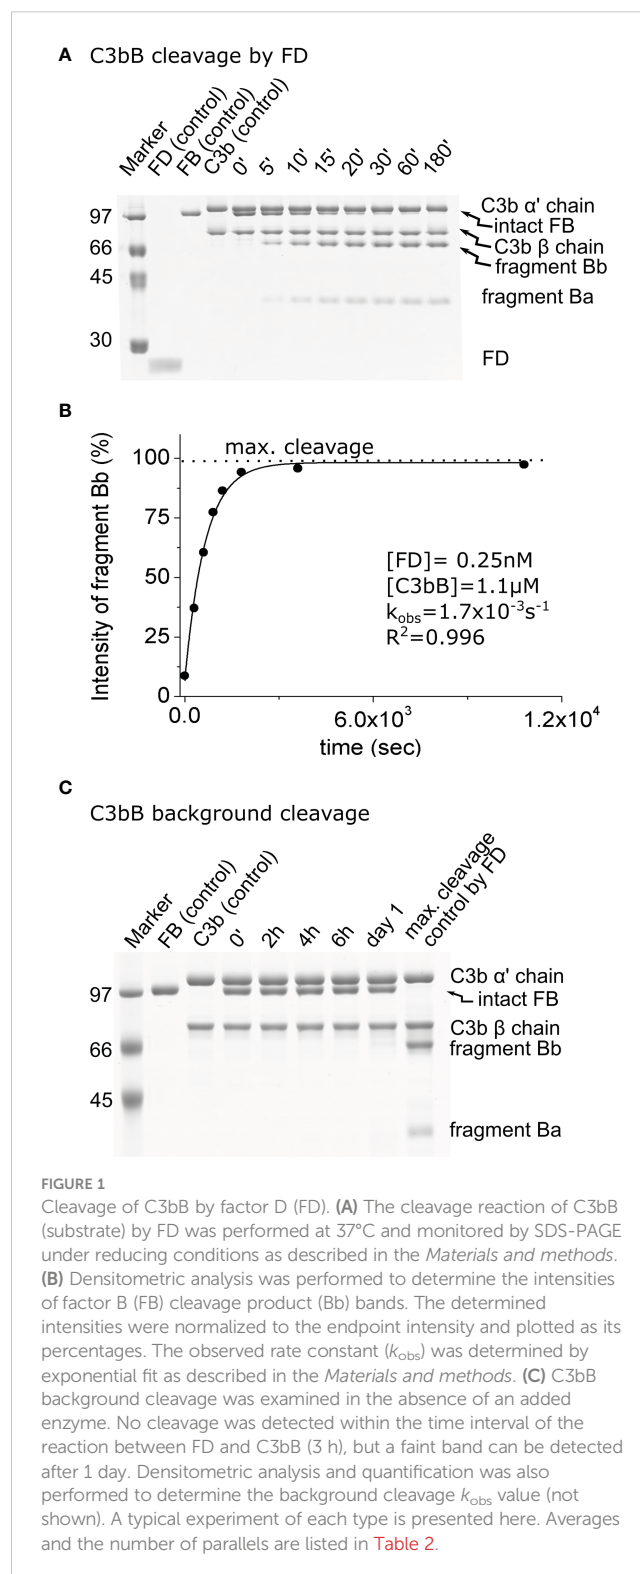 A C3bB cleavage by FD
Marker
FD (control)
FB (control)
C3b (control)
0'
5'
10'
15'
20'
30'
60'
180'
97
66
45
30
C3b α' chain
intact FB
C3b β chain
fragment Bb
fragment Ba
FD
B
Intensity of fragment Bb (%)
100
75
50
25
0
max. cleavage
[FD]= 0.25nM
[C3bB]=1.1µM
kobs=1.7x10⁻³s⁻¹
R²=0.996
0.0
6.0x10³
1.2x10⁴
time (sec)
C
C3bB background cleavage
Marker
FB (control)
C3b (control)
0'
2h
4h
6h
day 1
max. cleavage
control by FD
97
66
45
C3b α' chain
intact FB
C3b β chain
fragment Bb
fragment Ba
FIGURE 1
Cleavage of C3bB by factor D (FD). (A) The cleavage reaction of C3bB
(substrate) by FD was performed at 37°C and monitored by SDS-PAGE
under reducing conditions as described in the Materials and methods.
(B) Densitometric analysis was performed to determine the intensities
of factor B (FB) cleavage product (Bb) bands. The determined
intensities were normalized to the endpoint intensity and plotted as its
percentages. The observed rate constant (kobs) was determined by
exponential fit as described in the Materials and methods. (C) C3bB
background cleavage was examined in the absence of an added
enzyme. No cleavage was detected within the time interval of the
reaction between FD and C3bB (3 h), but a faint band can be detected
after 1 day. Densitometric analysis and quantification was also
performed to determine the background cleavage kobs value (not
shown). A typical experiment of each type is presented here. Averages
and the number of parallels are listed in Table 2.